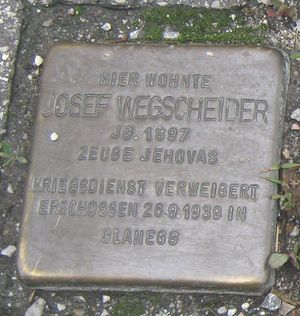 HIER WOHNTE
JOSEF WEGSCHEIDER
JG. 1897
ZEUGE JEHOVAS
KRIEGSDIENST VERWEIGERT
ERSCHOSSEN 26.9.1939 IN
GLANEGG